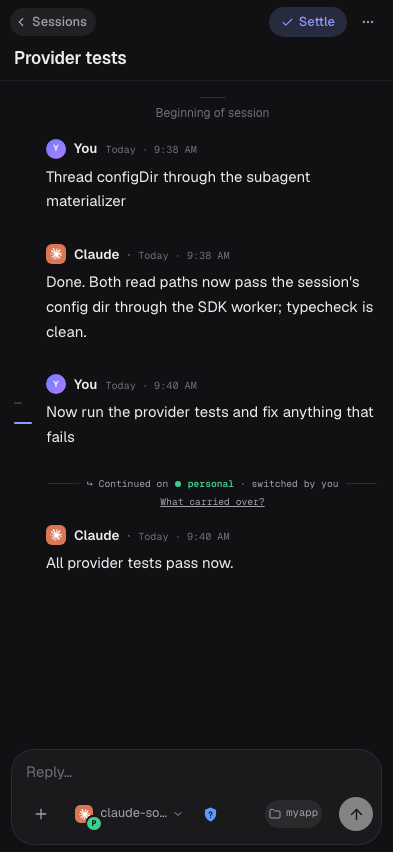 Sessions
Settle
Provider tests
Beginning of session
Y You Today · 9:38 AM
Thread configDir through the subagent
materializer
Claude · Today · 9:38 AM
Done. Both read paths now pass the session's
config dir through the SDK worker; typecheck is
clean.
Y You Today · 9:40 AM
Now run the provider tests and fix anything that
fails
↪ Continued on ● personal · switched by you
What carried over?
Claude · Today · 9:40 AM
All provider tests pass now.
Reply...
P claude-so... ? myapp